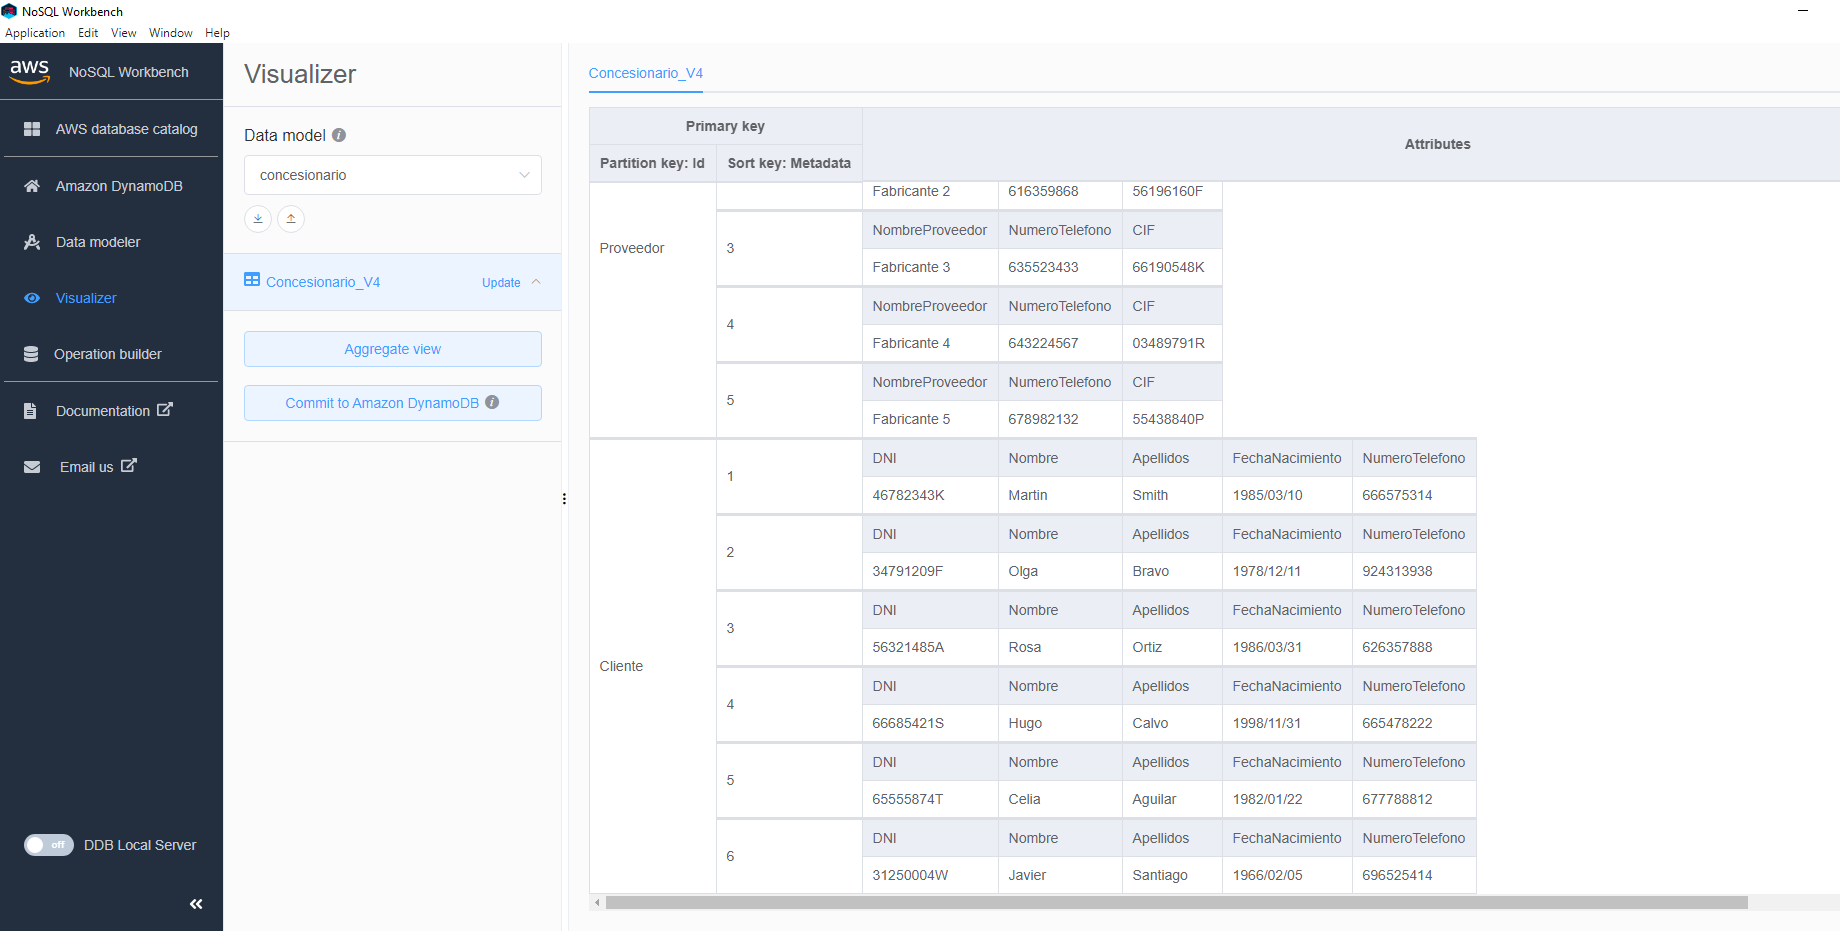 NoSQL Workbench
Application Edit View Window Help
aws NoSQL Workbench
AWS database catalog
Amazon DynamoDB
Data modeler
Visualizer
Operation builder
Documentation
Email us
off DDB Local Server
Visualizer
Data model
concesionario
Concesionario_V4 Update
Aggregate view
Commit to Amazon DynamoDB
Concesionario_V4
Primary key Attributes
Partition key: Id Sort key: Metadata
Fabricante 2 616359868 56196160F
Proveedor
3
NombreProveedor NumeroTelefono CIF
Fabricante 3 635523433 66190548K
4
NombreProveedor NumeroTelefono CIF
Fabricante 4 643224567 03489791R
5
NombreProveedor NumeroTelefono CIF
Fabricante 5 678982132 55438840P
Cliente
1
DNI Nombre Apellidos FechaNacimiento NumeroTelefono
46782343K Martin Smith 1985/03/10 666575314
2
DNI Nombre Apellidos FechaNacimiento NumeroTelefono
34791209F Olga Bravo 1978/12/11 924313938
3
DNI Nombre Apellidos FechaNacimiento NumeroTelefono
56321485A Rosa Ortiz 1986/03/31 626357888
4
DNI Nombre Apellidos FechaNacimiento NumeroTelefono
66685421S Hugo Calvo 1998/11/31 665478222
5
DNI Nombre Apellidos FechaNacimiento NumeroTelefono
65555874T Celia Aguilar 1982/01/22 677788812
6
DNI Nombre Apellidos FechaNacimiento NumeroTelefono
31250004W Javier Santiago 1966/02/05 696525414